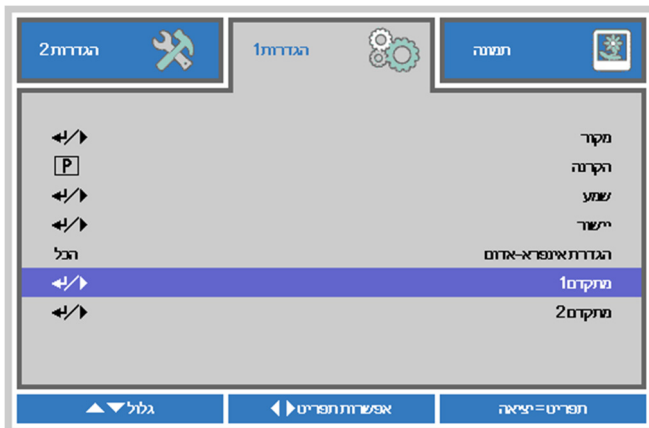 תמונה
הגדרות1
הגדרות2
מקור ⏎/▶
הקרנה P
שמע ⏎/▶
יישור ⏎/▶
הגדרת אינפרא-אדום הכל
מתקדם1 ⏎/▶
מתקדם2 ⏎/▶
תפריט=יציאה
אפשרות תפריט◀▶
גלול▼▲